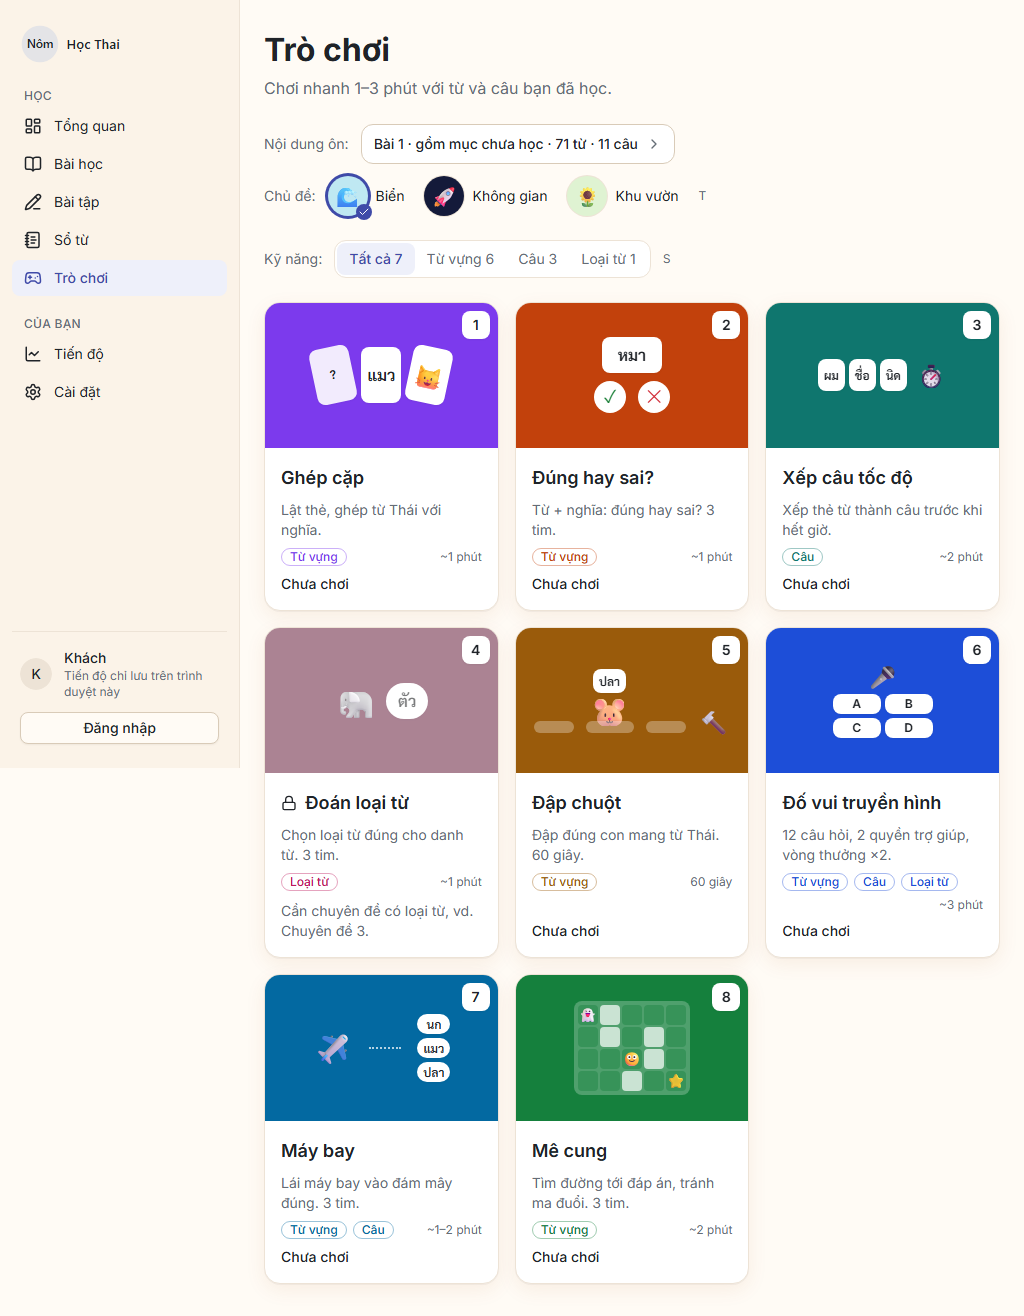 Nôm Học Thai
HỌC
Tổng quan
Bài học
Bài tập
Sổ từ
Trò chơi
CỦA BẠN
Tiến độ
Cài đặt
K
Khách
Tiến độ chỉ lưu trên trình
duyệt này
Đăng nhập
Trò chơi
Chơi nhanh 1–3 phút với từ và câu bạn đã học.
Nội dung ôn: Bài 1 · gồm mục chưa học · 71 từ · 11 câu
Chủ đề: Biển Không gian Khu vườn T
Kỹ năng: Tất cả 7 Từ vựng 6 Câu 3 Loại từ 1 S
1
? แมว
Ghép cặp
Lật thẻ, ghép từ Thái với
nghĩa.
Từ vựng ~1 phút
Chưa chơi
2
หมา
Đúng hay sai?
Từ + nghĩa: đúng hay sai? 3
tim.
Từ vựng ~1 phút
Chưa chơi
3
ผม ชื่อ นิด
Xếp câu tốc độ
Xếp thẻ từ thành câu trước khi
hết giờ.
Câu ~2 phút
Chưa chơi
4
ตัว
Đoán loại từ
Chọn loại từ đúng cho danh
từ. 3 tim.
Loại từ ~1 phút
Cần chuyên đề có loại từ, vd.
Chuyên đề 3.
5
ปลา
Đập chuột
Đập đúng con mang từ Thái.
60 giây.
Từ vựng 60 giây
Chưa chơi
6
A B
C D
Đố vui truyền hình
12 câu hỏi, 2 quyền trợ giúp,
vòng thưởng ×2.
Từ vựng Câu Loại từ
~3 phút
Chưa chơi
7
นก
แมว
ปลา
Máy bay
Lái máy bay vào đám mây
đúng. 3 tim.
Từ vựng Câu ~1–2 phút
Chưa chơi
8
Mê cung
Tìm đường tới đáp án, tránh
ma đuổi. 3 tim.
Từ vựng ~2 phút
Chưa chơi